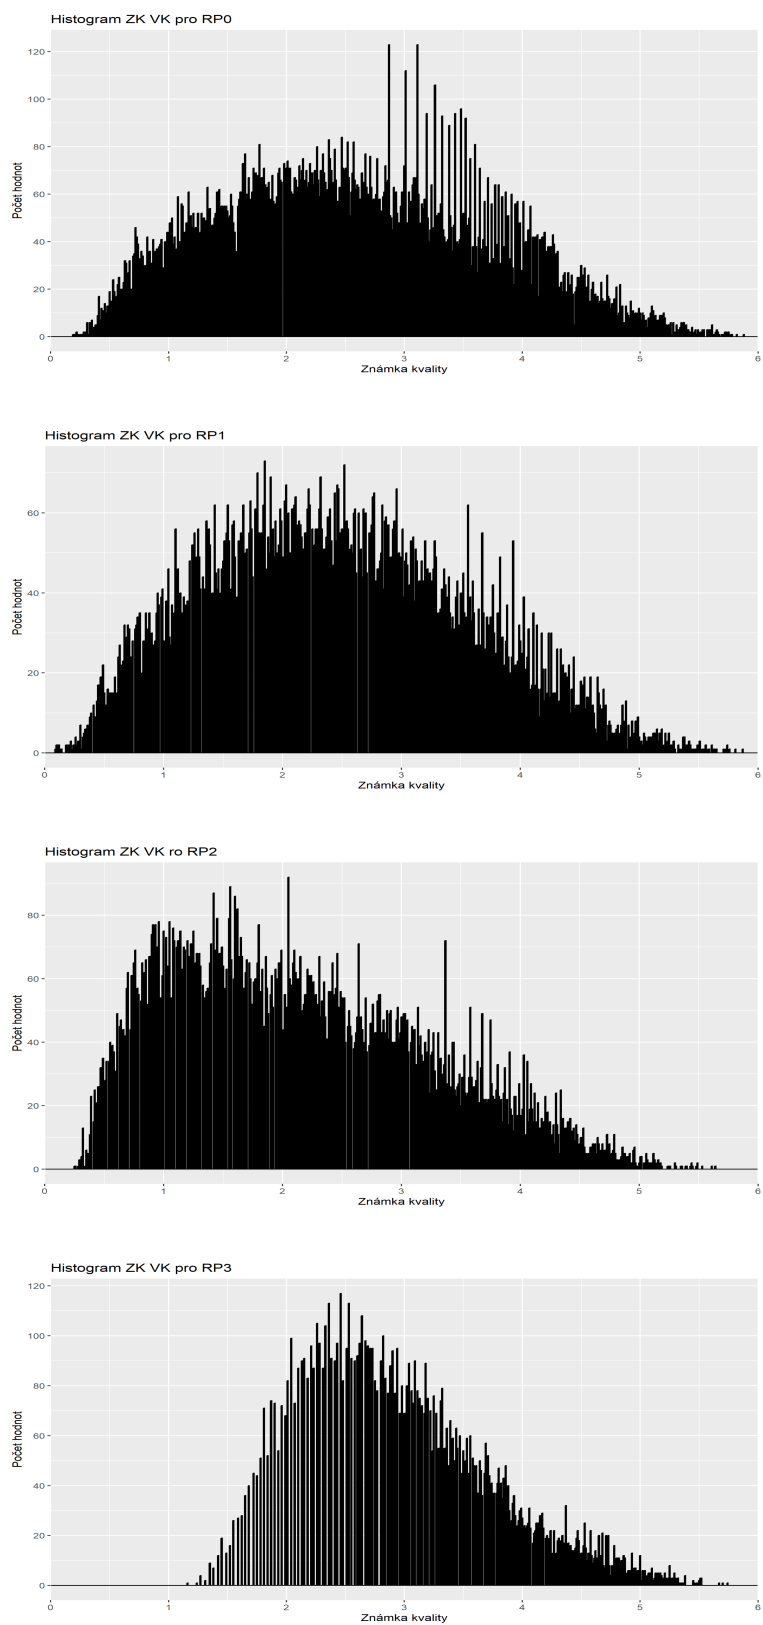 Histogram ZK VK pro RP0
120
100
80
60
40
20
0
Počet hodnot
0 1 2 3 4 5 6
Známka kvality
Histogram ZK VK pro RP1
60
40
20
0
Počet hodnot
0 1 2 3 4 5 6
Známka kvality
Histogram ZK VK ro RP2
80
60
40
20
0
Počet hodnot
0 1 2 3 4 5 6
Známka kvality
Histogram ZK VK pro RP3
120
100
80
60
40
20
0
Počet hodnot
0 1 2 3 4 5 6
Známka kvality